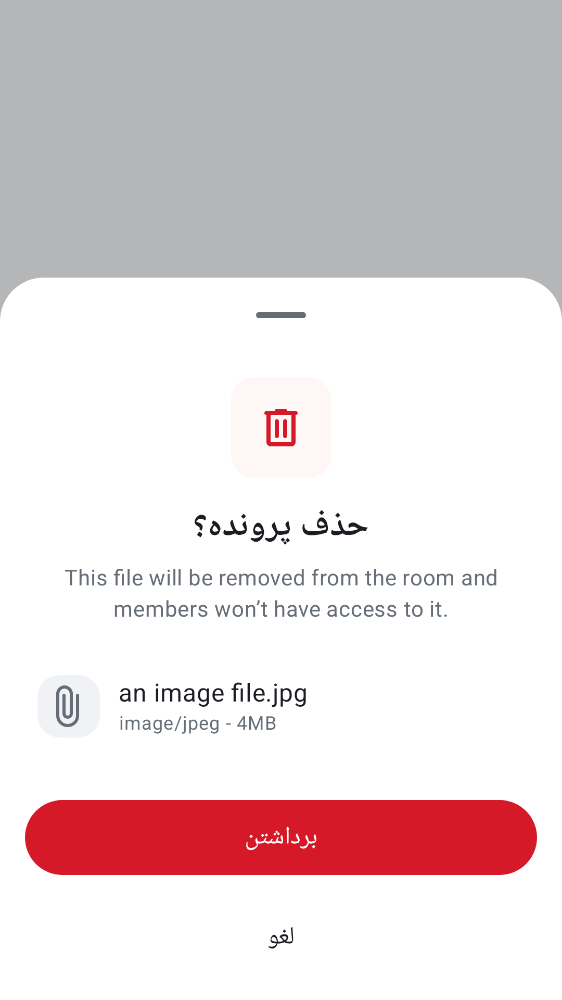 حذف پرونده؟
This file will be removed from the room and
members won’t have access to it.
an image file.jpg
image/jpeg - 4MB
برداشتن
لغو